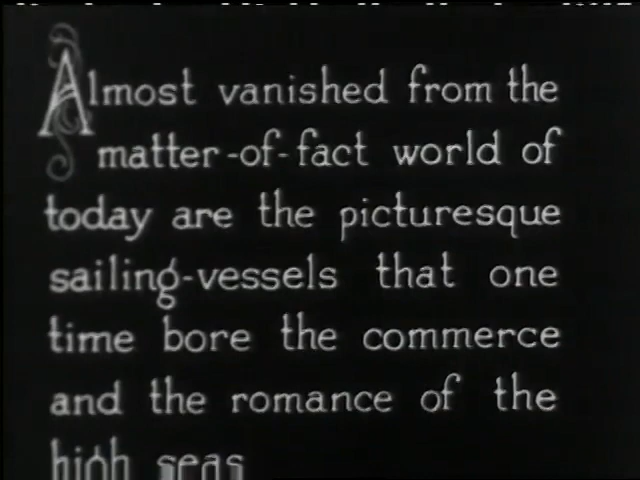 Almost vanished from the
matter-of-fact world of
today are the picturesque
sailing-vessels that one
time bore the commerce
and the romance of the
high seas